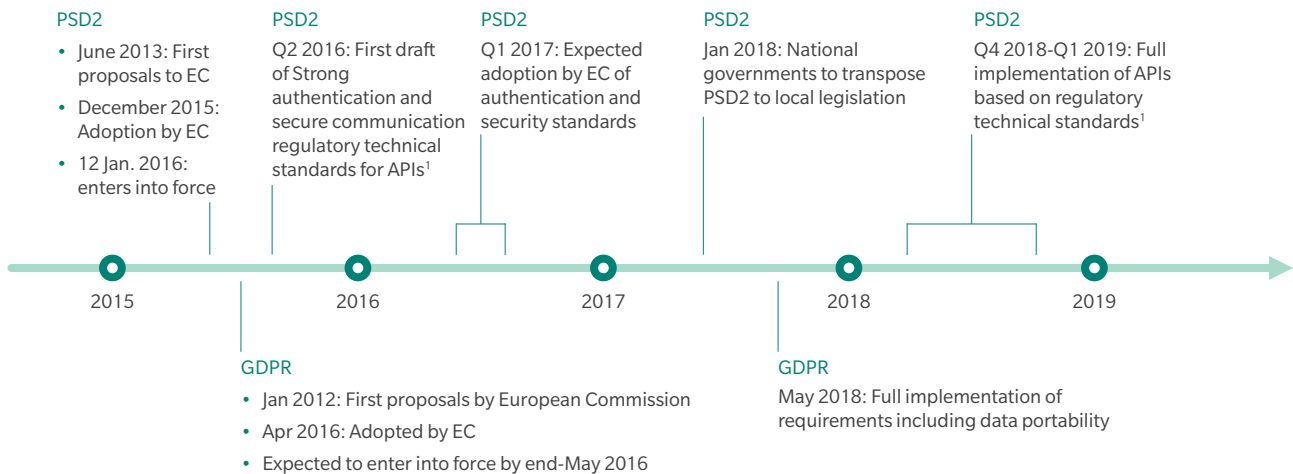 PSD2
• June 2013: First
proposals to EC
• December 2015:
Adoption by EC
• 12 Jan. 2016:
enters into force
PSD2
Q2 2016: First draft
of Strong
authentication and
secure communication
regulatory technical
standards for APIs¹
PSD2
Q1 2017: Expected
adoption by EC of
authentication and
security standards
PSD2
Jan 2018: National
governments to transpose
PSD2 to local legislation
PSD2
Q4 2018-Q1 2019: Full
implementation of APIs
based on regulatory
technical standards¹
2015
2016
2017
2018
2019
GDPR
• Jan 2012: First proposals by European Commission
• Apr 2016: Adopted by EC
• Expected to enter into force by end-May 2016
GDPR
May 2018: Full implementation of
requirements including data portability